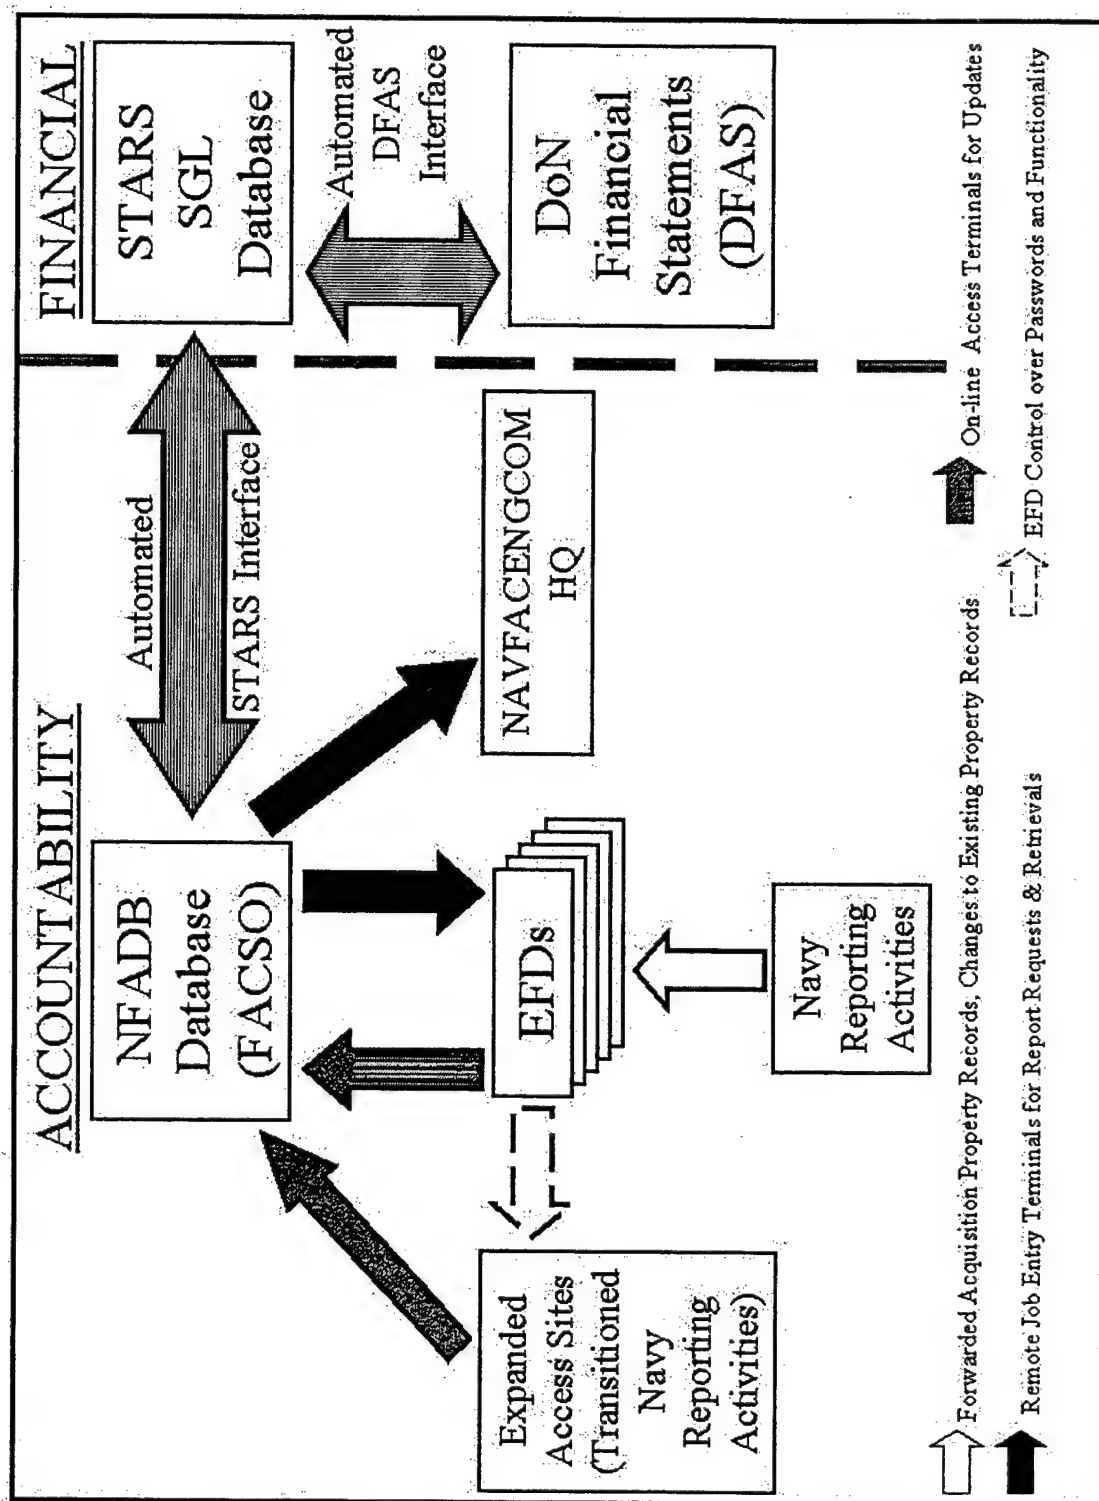 ACCOUNTABILITY
FINANCIAL
NFADB
Database
(FACSO)
Automated
STARS Interface
STARS
SGL
Database
Automated
DFAS
Interface
Expanded
Access Sites
(Transitioned
Navy
Reporting
Activities)
EFDs
NAVFACENGCOM
HQ
DoN
Financial
Statements
(DFAS)
Navy
Reporting
Activities
Forwarded Acquisition Property Records, Changes to Existing Property Records
On-line Access Terminals for Updates
Remote Job Entry Terminals for Report Requests & Retrievals
EFD Control over Passwords and Functionality